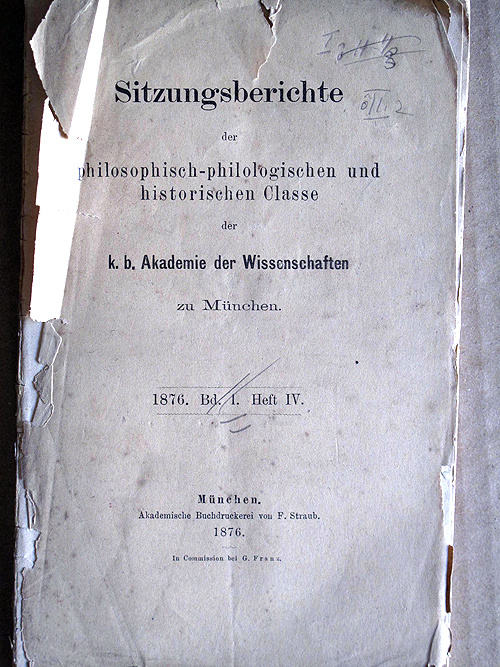 Sitzungsberichte
der
philosophisch-philologischen und
historischen Classe
der
k. b. Akademie der Wissenschaften
zu München.
1876. Bd. I. Heft IV.
München.
Akademische Buchdruckerei von F. Straub.
1876.
In Commission bei G. Franz.